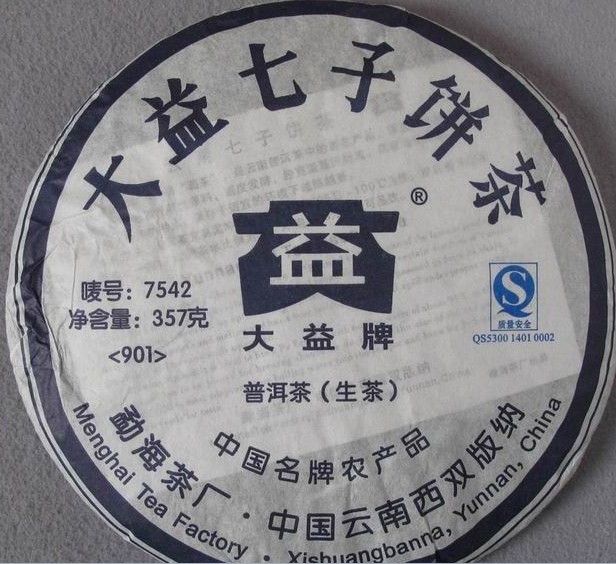 大益七子饼茶
益®
大益牌
唛号：7542
净含量：357克
<901>
质量安全
QS5300 1401 0002
普洱茶（生茶）
中国名牌农产品
勐海茶厂·中国云南西双版纳
Menghai Tea Factory · Xishuangbanna, Yunnan, China